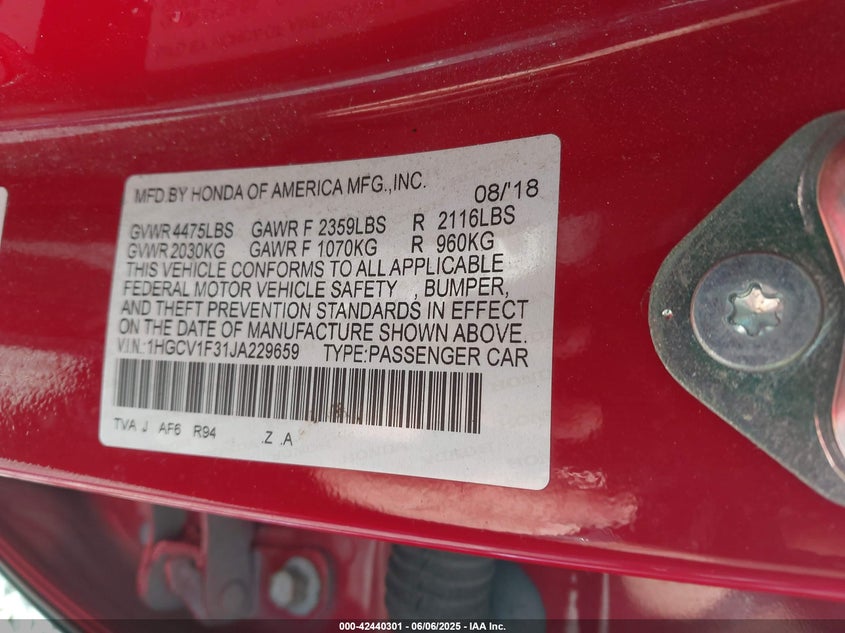 MFD.BY HONDA OF AMERICA MFG.,INC. 08/'18
GVWR 4475LBS GAWR F 2359LBS R 2116LBS
GVWR 2030KG GAWR F 1070KG R 960KG
THIS VEHICLE CONFORMS TO ALL APPLICABLE
FEDERAL MOTOR VEHICLE SAFETY , BUMPER,
AND THEFT PREVENTION STANDARDS IN EFFECT
ON THE DATE OF MANUFACTURE SHOWN ABOVE.
V.I.N.:1HGCV1F31JA229659 TYPE:PASSENGER CAR
TVA J AF6 R94 .Z .A
000-42440301 - 06/06/2025 - IAA Inc.